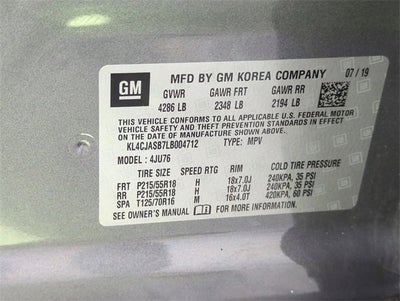 GM
MFD BY GM KOREA COMPANY 07/19
GVWR GAWR FRT GAWR RR
4286 LB 2348 LB 2194 LB
THIS VEHICLE CONFORMS TO ALL APPLICABLE U.S. FEDERAL MOTOR
VEHICLE SAFETY, BUMPER, AND THEFT PREVENTION STANDARDS IN EFFECT ON THE
DATE OF MANUFACTURE SHOWN ABOVE.
KL4CJASB7LB004712 TYPE: MPV
MODEL: 4JU76
TIRE SIZE SPEED RTG RIM COLD TIRE PRESSURE
FRT P215/55R18 H 18x7.0J 240KPA, 35 PSI
RR P215/55R18 H 18x7.0J 240KPA, 35 PSI
SPA T125/70R16 M 16x4.0T 420KPA, 60 PSI
SEE OWNER'S MANUAL FOR MORE INFORMATION.